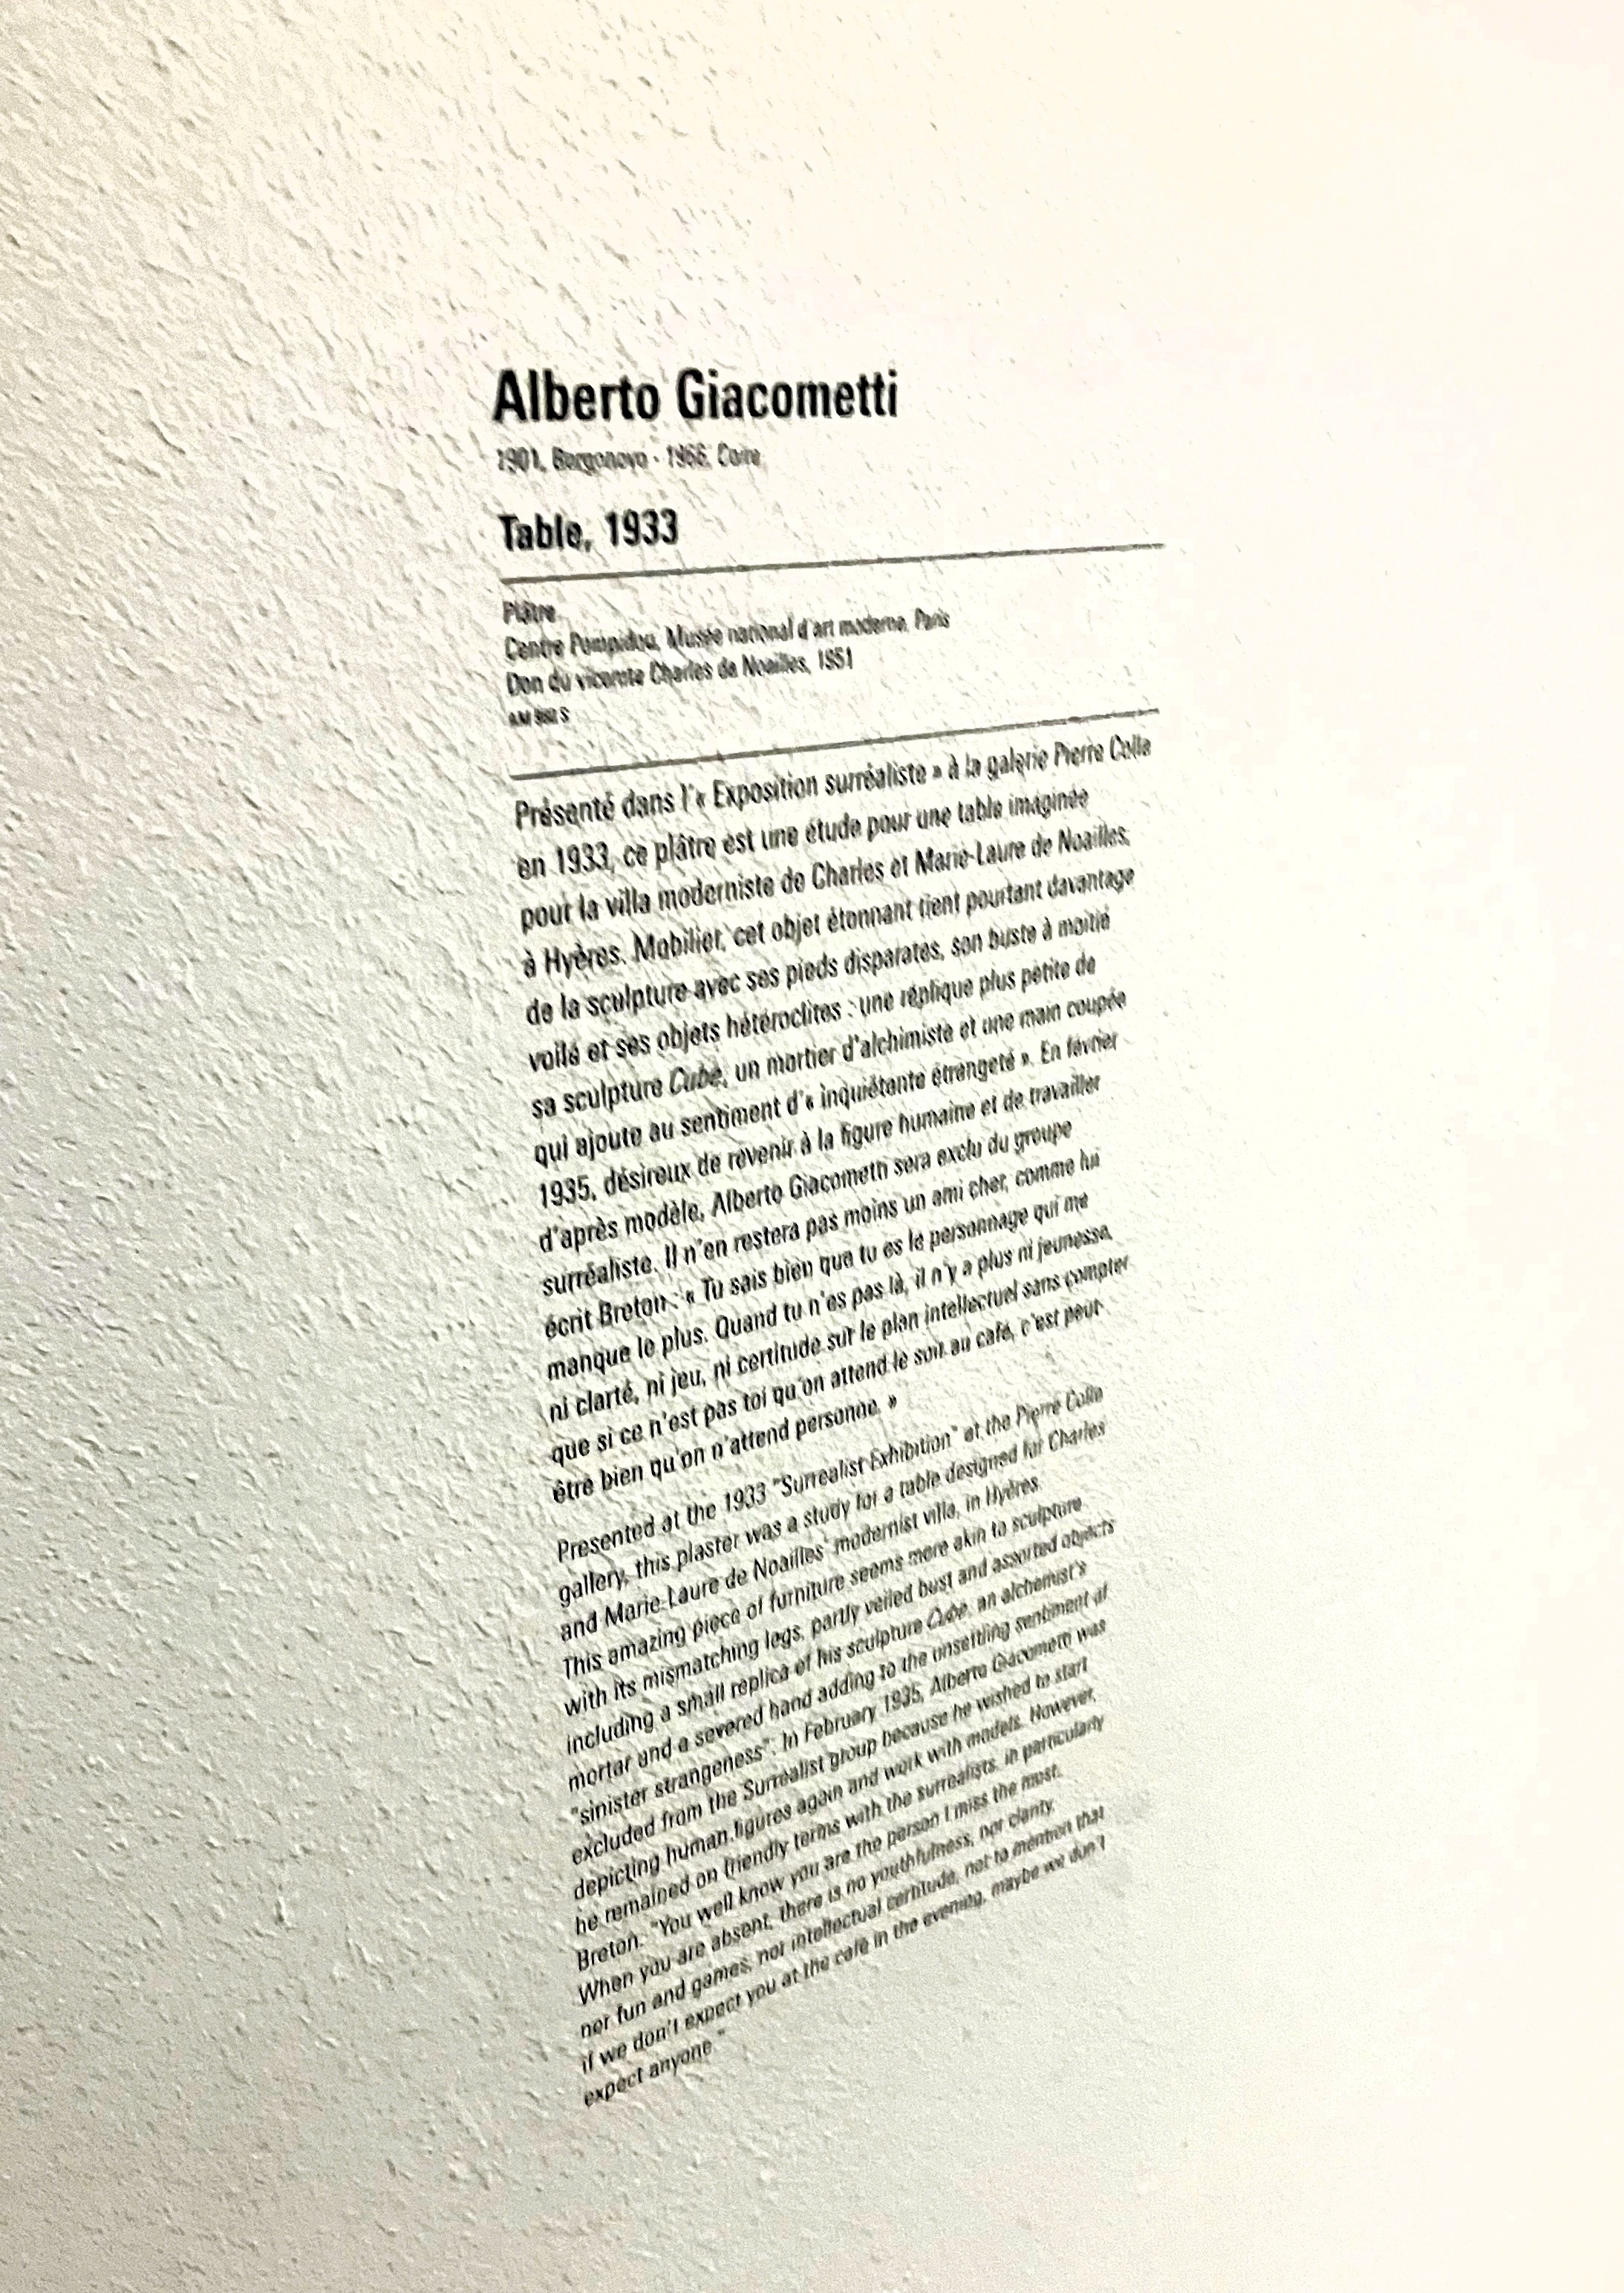 Alberto Giacometti
1901, Borgonovo - 1966, Coire
Table, 1933
Plâtre
Centre Pompidou, Musée national d'art moderne, Paris
Don du vicomte Charles de Noailles, 1951
AM S
Présenté dans l'« Exposition surréaliste » à la galerie Pierre Colle
en 1933, ce plâtre est une étude pour une table imaginée
pour la villa moderniste de Charles et Marie-Laure de Noailles,
à Hyères. Mobilier, cet objet étonnant tient pourtant davantage
de la sculpture avec ses pieds disparates, son buste à moitié
voilé et ses objets hétéroclites : une réplique plus petite de
sa sculpture Cube, un mortier d'alchimiste et une main coupée
qui ajoute au sentiment d'« inquiétante étrangeté ». En février
1935, désireux de revenir à la figure humaine et de travailler
d'après modèle, Alberto Giacometti sera exclu du groupe
surréaliste. Il n'en restera pas moins un ami cher, comme lui
écrit Breton : « Tu sais bien que tu es le personnage qui me
manque le plus. Quand tu n'es pas là, il n'y a plus ni jeunesse,
ni clarté, ni jeu, ni certitude sur le plan intellectuel sans compter
que si ce n'est pas toi qu'on attend le soir au café, c'est peut-
être bien qu'on n'attend personne. »
Presented at the 1933 "Surrealist Exhibition" at the Pierre Colle
gallery, this plaster was a study for a table designed for Charles
and Marie-Laure de Noailles' modernist villa, in Hyères.
This amazing piece of furniture seems more akin to sculpture
with its mismatching legs, partly veiled bust and assorted objects
including a small replica of his sculpture Cube, an alchemist's
mortar and a severed hand adding to the unsettling sentiment of
"sinister strangeness". In February 1935, Alberto Giacometti was
excluded from the Surrealist group because he wished to start
depicting human figures again and work with models. However,
he remained on friendly terms with the surrealists, in particularly
Breton. "You well know you are the person I miss the most.
When you are absent, there is no youthfulness, nor clarity,
nor fun and games, nor intellectual certitude, not to mention that
if we don't expect you at the café in the evening, maybe we don't
expect anyone."